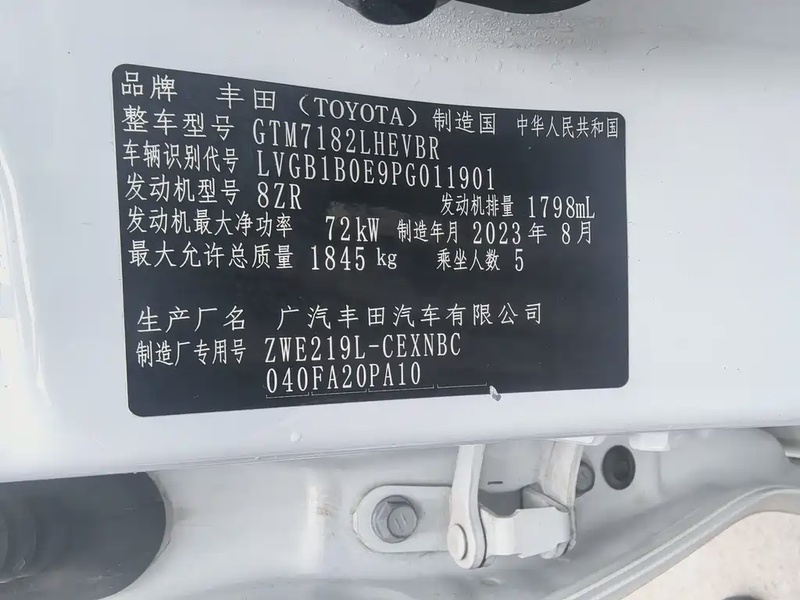 品牌 丰田（TOYOTA）制造国 中华人民共和国
整车型号 GTM7182LHEVBR
车辆识别代号 LVGB1B0E9PG011901
发动机型号 8ZR 发动机排量 1798mL
发动机最大净功率 72kW 制造年月 2023年8月
最大允许总质量 1845kg 乘坐人数 5
生产厂名 广汽丰田汽车有限公司
制造厂专用号 ZWE219L-CEXNBC
040FA20PA10